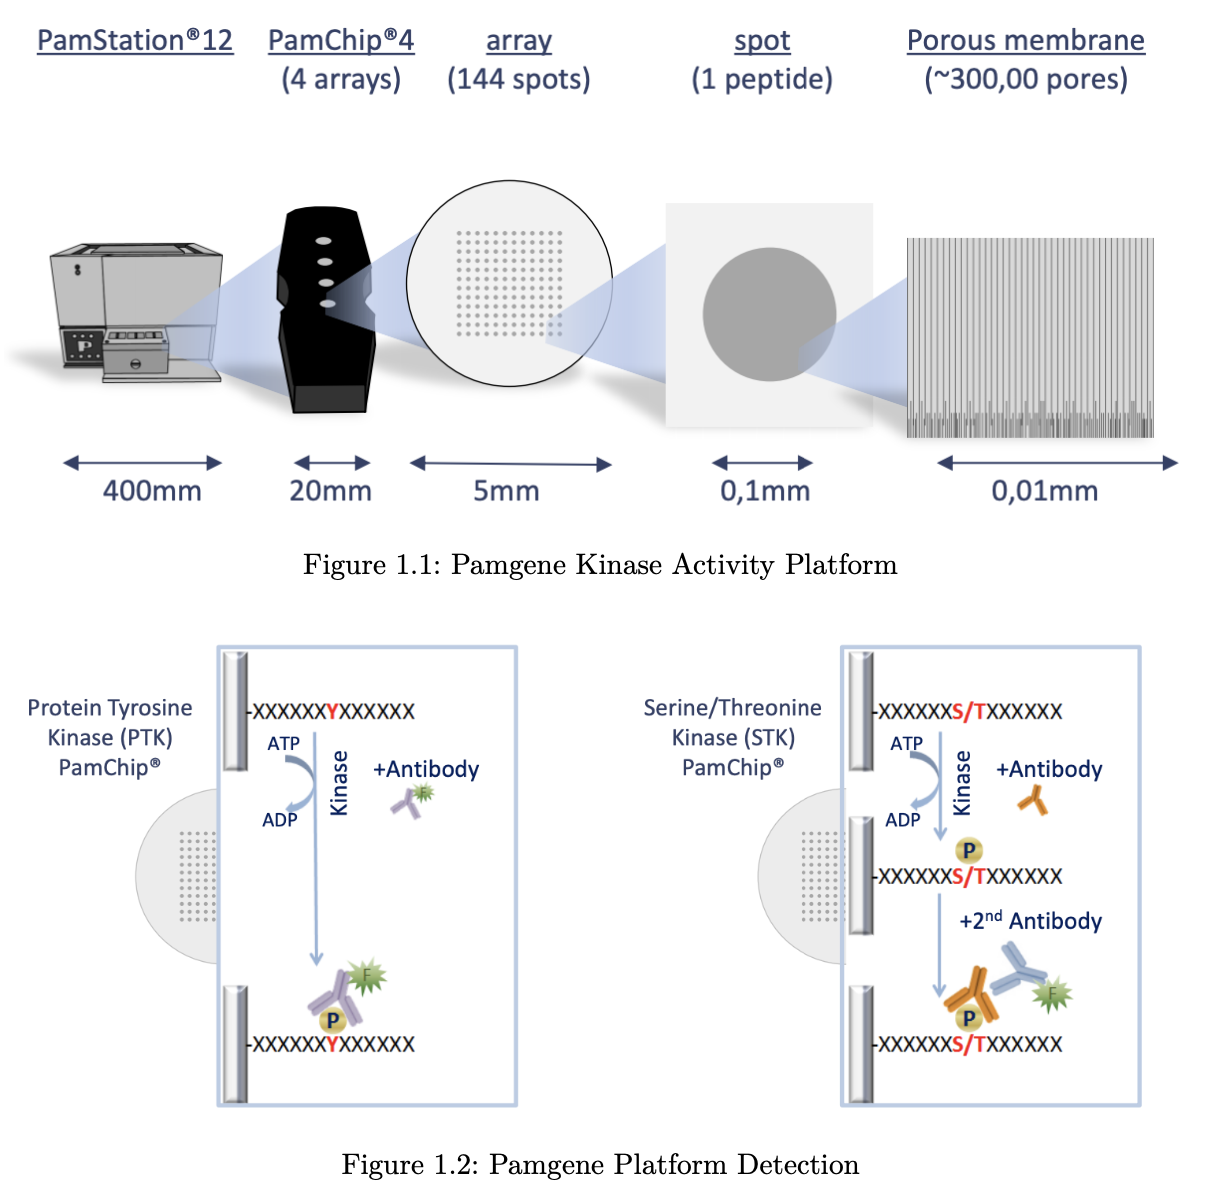 PamStation®12
PamChip®4
(4 arrays)
array
(144 spots)
spot
(1 peptide)
Porous membrane
(~300,00 pores)
P
400mm
20mm
5mm
0,1mm
0,01mm
Figure 1.1: Pamgene Kinase Activity Platform
Protein Tyrosine
Kinase (PTK)
PamChip®
-XXXXXXYXXXXXX
ATP
ADP
Kinase
+Antibody
F
F
P
-XXXXXXYXXXXXX
Serine/Threonine
Kinase (STK)
PamChip®
-XXXXXXS/TXXXXXX
ATP
ADP
Kinase
+Antibody
P
-XXXXXXS/TXXXXXX
+2nd Antibody
F
P
-XXXXXXS/TXXXXXX
Figure 1.2: Pamgene Platform Detection